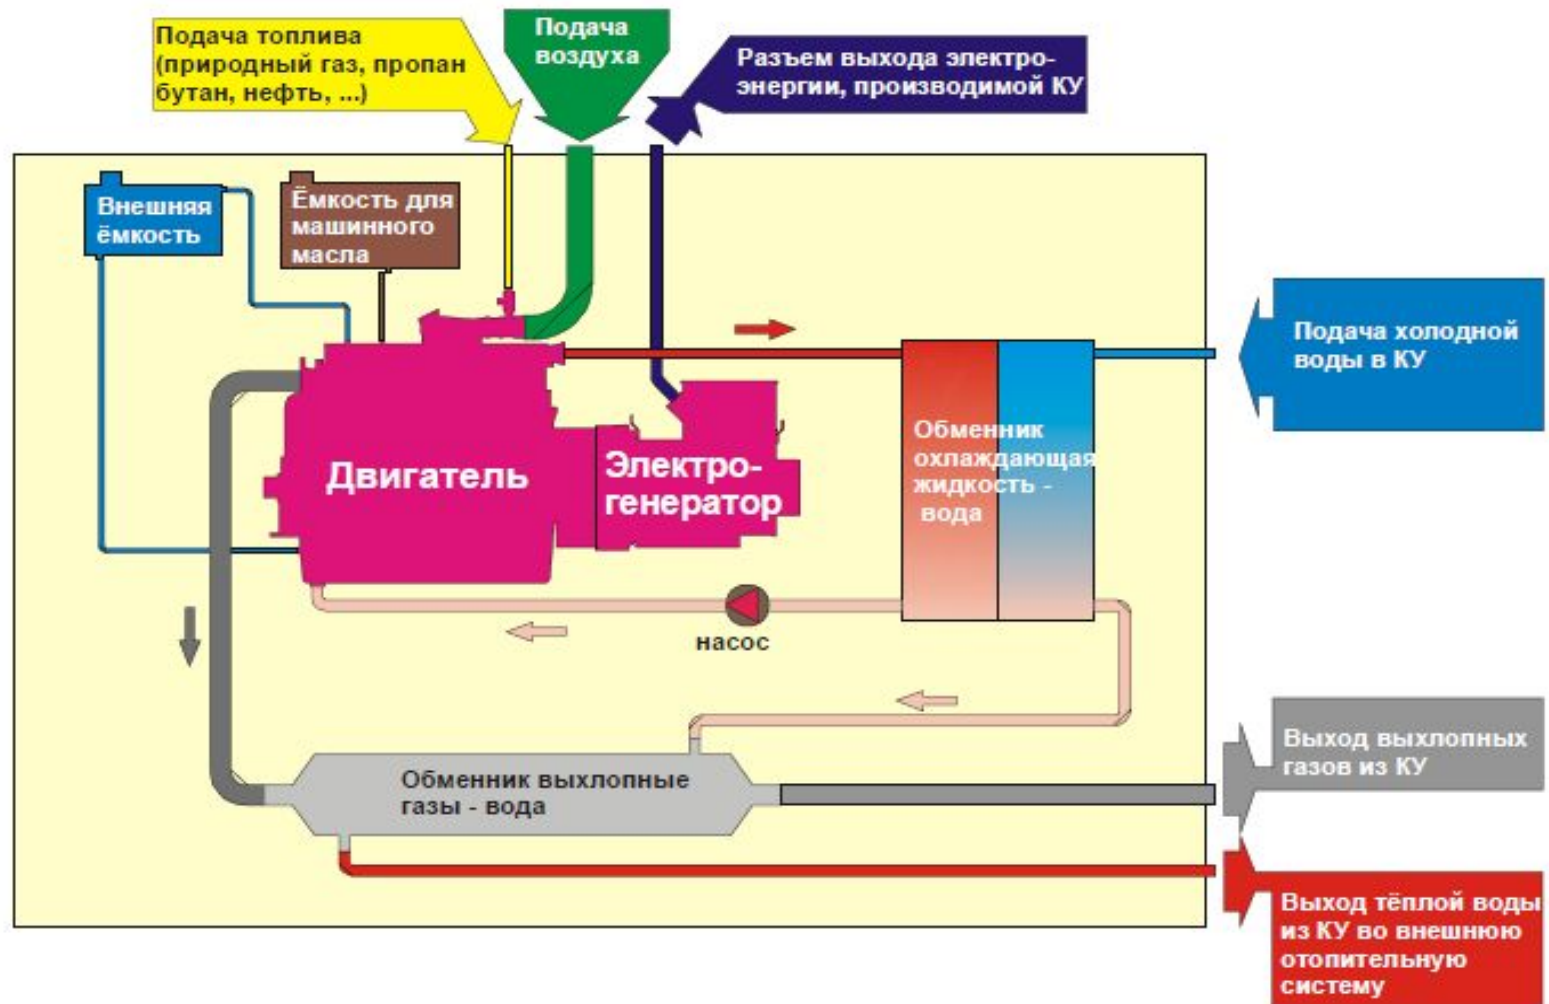 Подача топлива
(природный газ, пропан
бутан, нефть, ...)
Подача
воздуха
Разъем выхода электро-
энергии, производимой КУ
Внешняя
ёмкость
Ёмкость для
машинного
масла
Подача холодной
воды в КУ
Двигатель
Электро-
генератор
Обменник
охлаждающая
жидкость -
вода
насос
Обменник выхлопные
газы - вода
Выход выхлопных
газов из КУ
Выход тёплой воды
из КУ во внешнюю
отопительную
систему